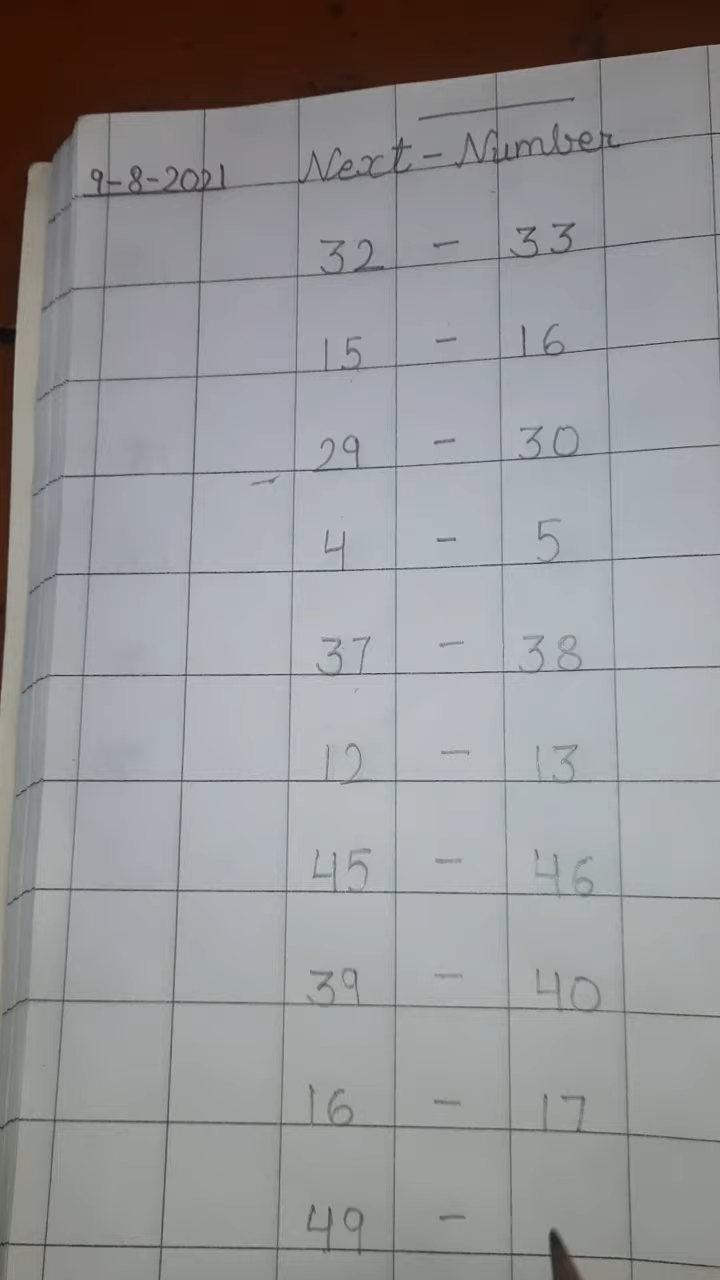 9-8-2021 Next - Number
32 - 33
15 - 16
29 - 30
4 - 5
37 - 38
12 - 13
45 - 46
39 - 40
16 - 17
49 -